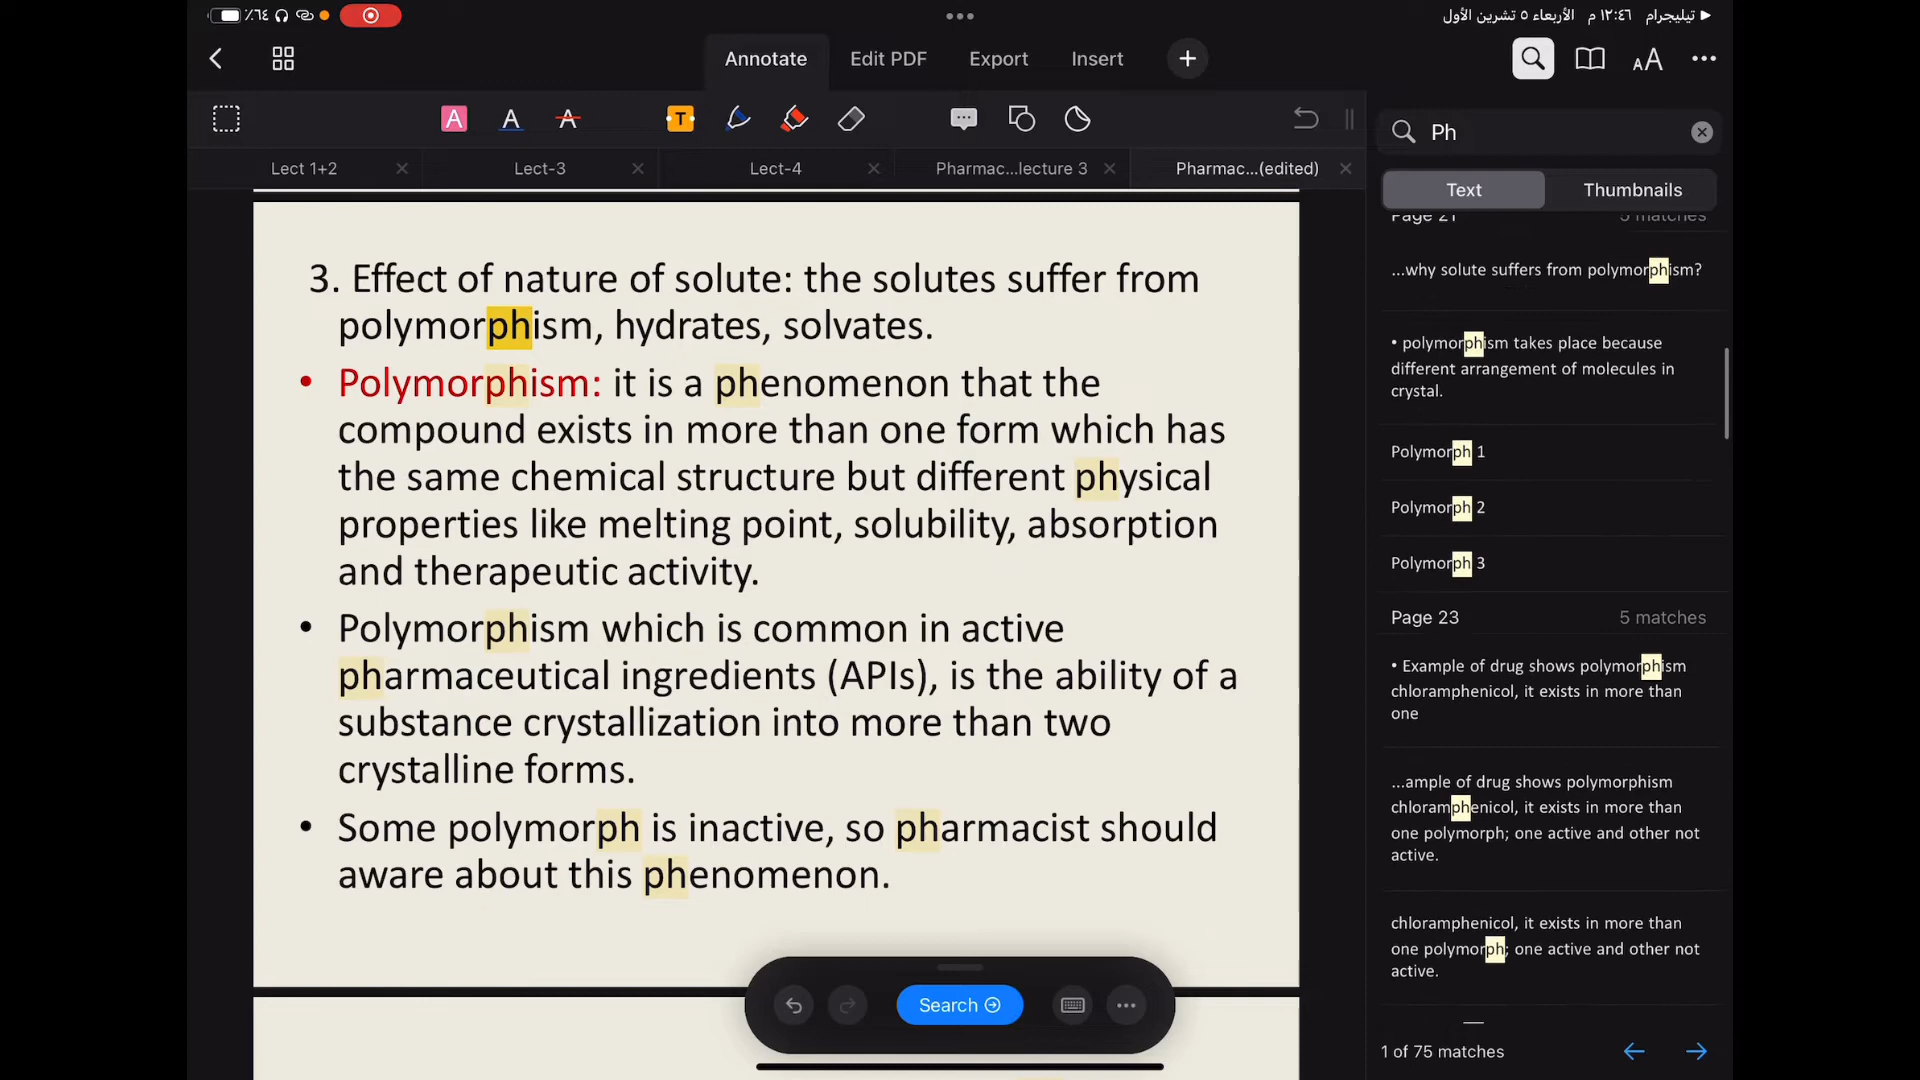 ٪٦٤
١٢:٤٦ م الأربعاء ٥ تشرين الأول
تيليجرام
Annotate
Edit PDF
Export
Insert
AA
A
A
A
T
Lect 1+2
Lect-3
Lect-4
Pharmac...lecture 3
Pharmac...(edited)
3. Effect of nature of solute: the solutes suffer from
polymorphism, hydrates, solvates.
• Polymorphism: it is a phenomenon that the
compound exists in more than one form which has
the same chemical structure but different physical
properties like melting point, solubility, absorption
and therapeutic activity.
• Polymorphism which is common in active
pharmaceutical ingredients (APIs), is the ability of a
substance crystallization into more than two
crystalline forms.
• Some polymorph is inactive, so pharmacist should
aware about this phenomenon.
Search
Ph
Text
Thumbnails
Page 21
5 matches
...why solute suffers from polymorphism?
• polymorphism takes place because
different arrangement of molecules in
crystal.
Polymorph 1
Polymorph 2
Polymorph 3
Page 23
5 matches
• Example of drug shows polymorphism
chloramphenicol, it exists in more than
one
...ample of drug shows polymorphism
chloramphenicol, it exists in more than
one polymorph; one active and other not
active.
chloramphenicol, it exists in more than
one polymorph; one active and other not
active.
1 of 75 matches